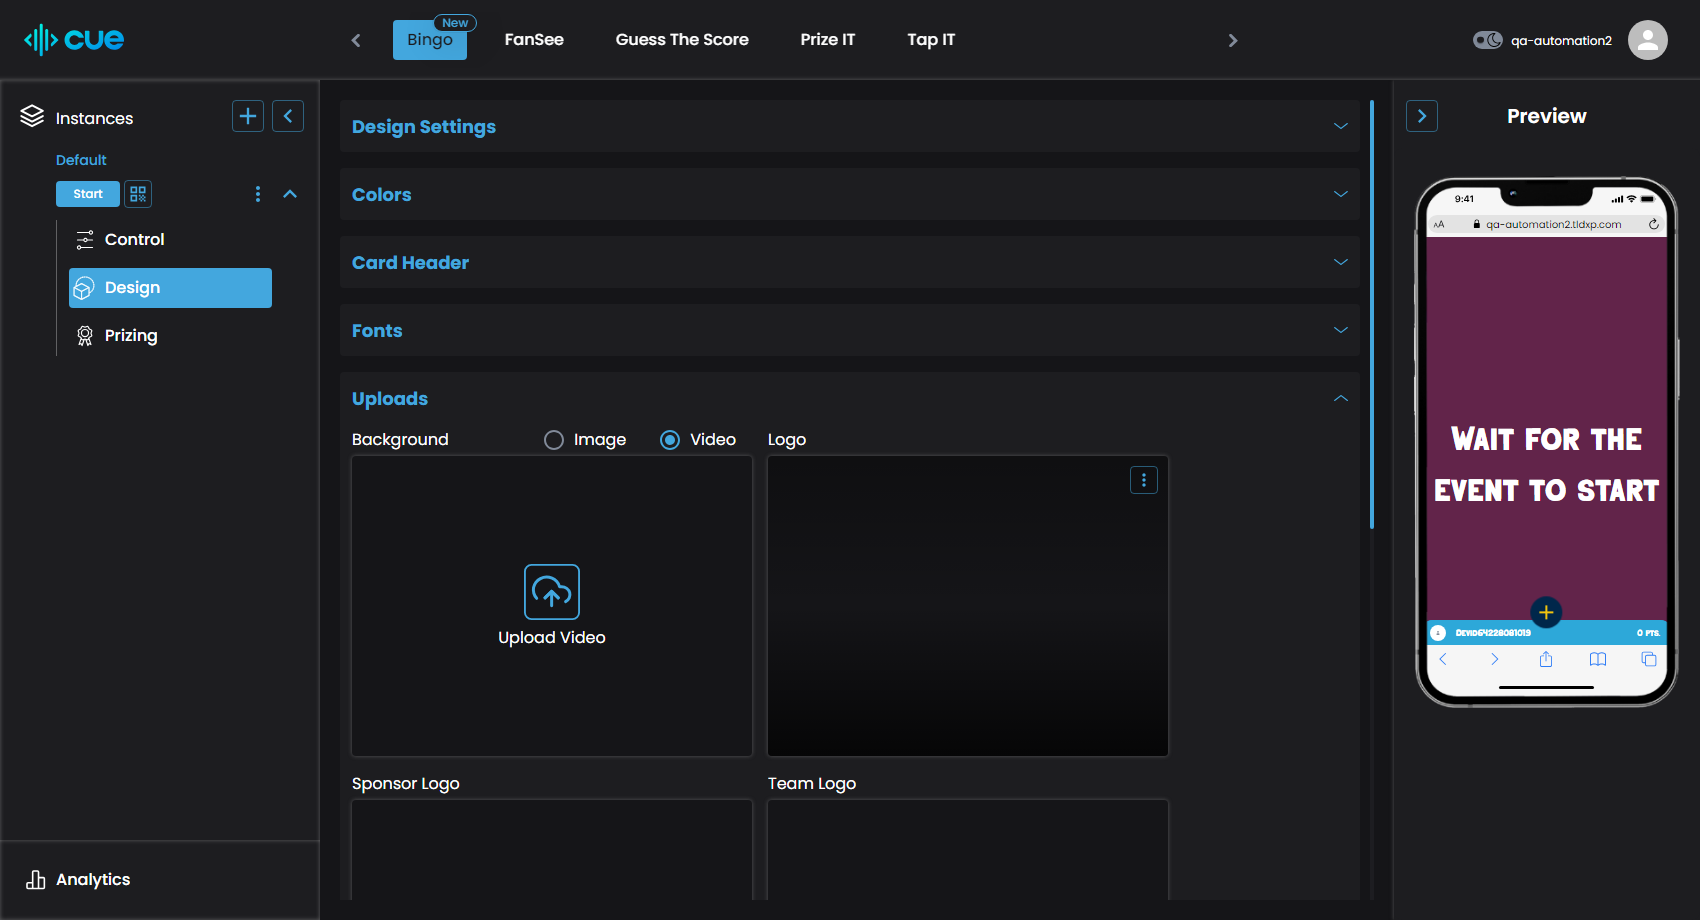 cue
Bingo
New
FanSee
Guess The Score
Prize IT
Tap IT
qa-automation2
Instances
Default
Start
Control
Design
Prizing
Analytics
Design Settings
Colors
Card Header
Fonts
Uploads
Background
Image
Video
Logo
Upload Video
Sponsor Logo
Team Logo
Preview
9:41
AA
qa-automation2.tldxp.com
WAIT FOR THE
EVENT TO START
0 PTS.